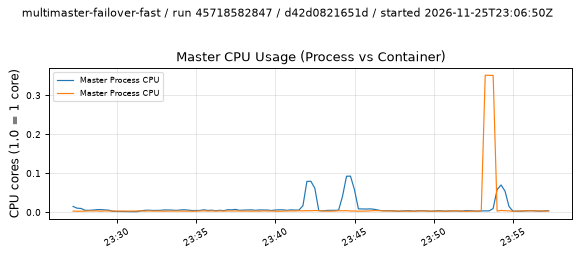 multimaster-failover-fast / run 45718582847 / d42d0821651d / started 2026-11-25T23:06:50Z
Master CPU Usage (Process vs Container)
CPU cores (1.0 = 1 core)
Master Process CPU
Master Process CPU
0.3
0.2
0.1
0.0
23:30
23:35
23:40
23:45
23:50
23:55